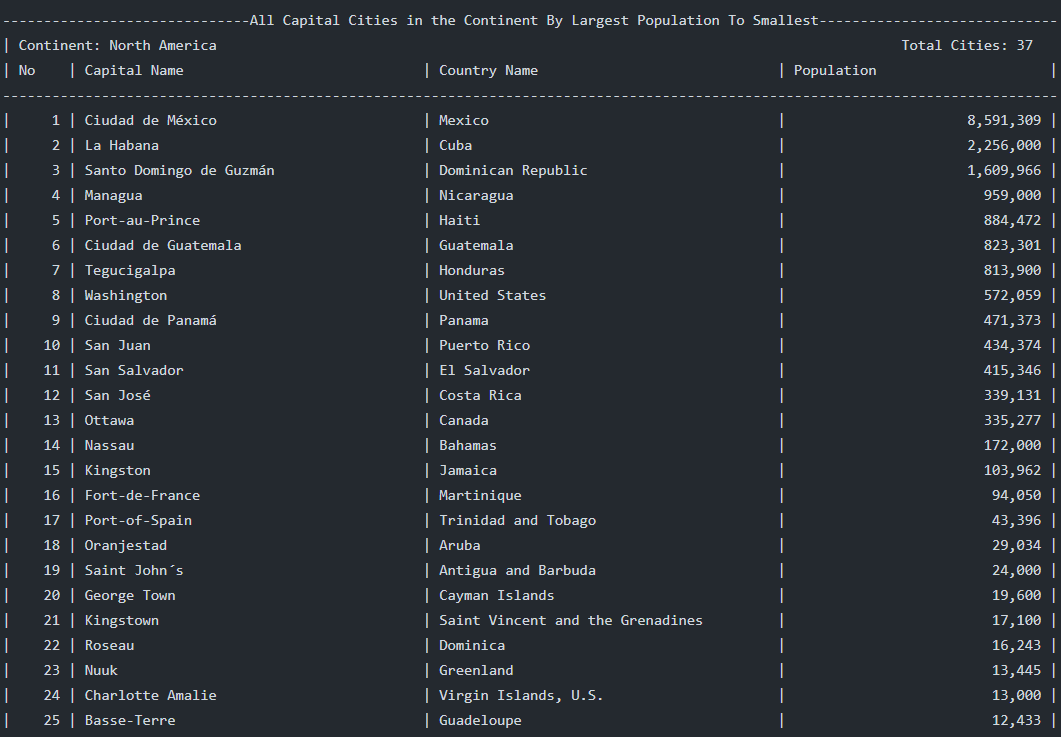 ------------------------------All Capital Cities in the Continent By Largest Population To Smallest-----------------------------
| Continent: North America Total Cities: 37
| No | Capital Name | Country Name | Population |
--------------------------------------------------------------------------------------------------------------------------------
| 1 | Ciudad de México | Mexico | 8,591,309 |
| 2 | La Habana | Cuba | 2,256,000 |
| 3 | Santo Domingo de Guzmán | Dominican Republic | 1,609,966 |
| 4 | Managua | Nicaragua | 959,000 |
| 5 | Port-au-Prince | Haiti | 884,472 |
| 6 | Ciudad de Guatemala | Guatemala | 823,301 |
| 7 | Tegucigalpa | Honduras | 813,900 |
| 8 | Washington | United States | 572,059 |
| 9 | Ciudad de Panamá | Panama | 471,373 |
| 10 | San Juan | Puerto Rico | 434,374 |
| 11 | San Salvador | El Salvador | 415,346 |
| 12 | San José | Costa Rica | 339,131 |
| 13 | Ottawa | Canada | 335,277 |
| 14 | Nassau | Bahamas | 172,000 |
| 15 | Kingston | Jamaica | 103,962 |
| 16 | Fort-de-France | Martinique | 94,050 |
| 17 | Port-of-Spain | Trinidad and Tobago | 43,396 |
| 18 | Oranjestad | Aruba | 29,034 |
| 19 | Saint John´s | Antigua and Barbuda | 24,000 |
| 20 | George Town | Cayman Islands | 19,600 |
| 21 | Kingstown | Saint Vincent and the Grenadines | 17,100 |
| 22 | Roseau | Dominica | 16,243 |
| 23 | Nuuk | Greenland | 13,445 |
| 24 | Charlotte Amalie | Virgin Islands, U.S. | 13,000 |
| 25 | Basse-Terre | Guadeloupe | 12,433 |